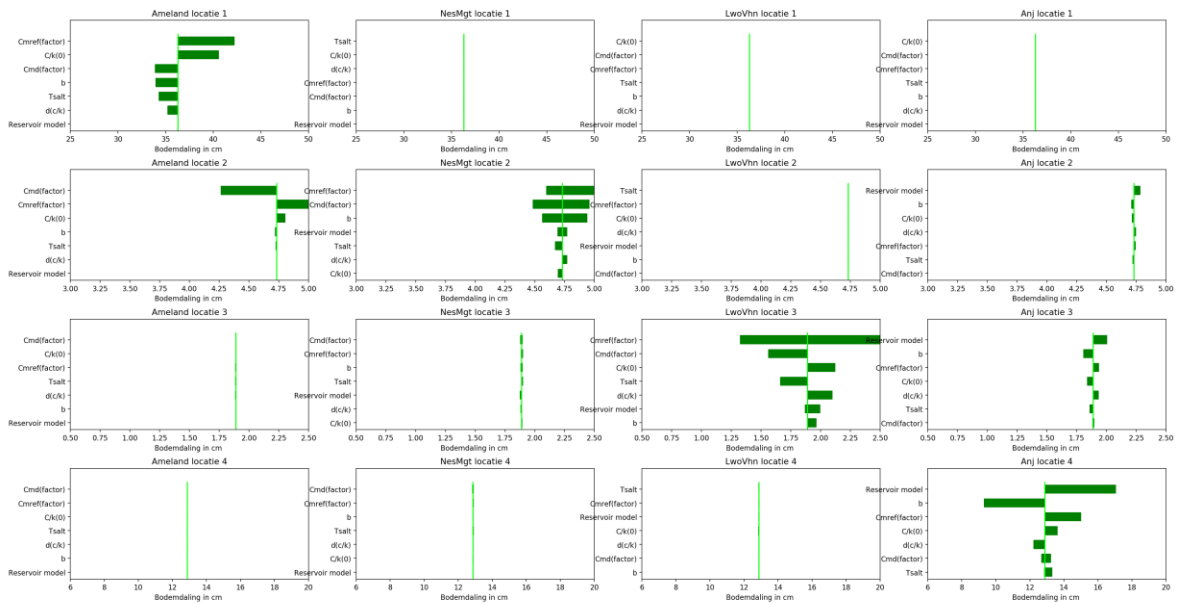 Ameland locatie 1
Cmref(factor)
C/k(0)
Cmd(factor)
b
Tsalt
d(c/k)
Reservoir model
25 30 35 40 45 50
Bodemdaling in cm
NesMgt locatie 1
Tsalt
C/k(0)
d(c/k)
Cmref(factor)
Cmd(factor)
b
Reservoir model
25 30 35 40 45 50
Bodemdaling in cm
LwoVhn locatie 1
C/k(0)
Cmd(factor)
Cmref(factor)
Tsalt
b
d(c/k)
Reservoir model
25 30 35 40 45 50
Bodemdaling in cm
Anj locatie 1
C/k(0)
Cmd(factor)
Cmref(factor)
Tsalt
b
d(c/k)
Reservoir model
25 30 35 40 45 50
Bodemdaling in cm
Ameland locatie 2
Cmd(factor)
Cmref(factor)
C/k(0)
b
Tsalt
d(c/k)
Reservoir model
3.00 3.25 3.50 3.75 4.00 4.25 4.50 4.75 5.00
Bodemdaling in cm
NesMgt locatie 2
Cmref(factor)
Cmd(factor)
b
Reservoir model
Tsalt
d(c/k)
C/k(0)
3.00 3.25 3.50 3.75 4.00 4.25 4.50 4.75 5.00
Bodemdaling in cm
LwoVhn locatie 2
Tsalt
Cmref(factor)
C/k(0)
d(c/k)
Reservoir model
b
Cmd(factor)
3.00 3.25 3.50 3.75 4.00 4.25 4.50 4.75 5.00
Bodemdaling in cm
Anj locatie 2
Reservoir model
b
C/k(0)
d(c/k)
Cmref(factor)
Tsalt
Cmd(factor)
3.00 3.25 3.50 3.75 4.00 4.25 4.50 4.75 5.00
Bodemdaling in cm
Ameland locatie 3
Cmd(factor)
C/k(0)
Cmref(factor)
Tsalt
d(c/k)
b
Reservoir model
0.50 0.75 1.00 1.25 1.50 1.75 2.00 2.25 2.50
Bodemdaling in cm
NesMgt locatie 3
Cmd(factor)
Cmref(factor)
b
Tsalt
Reservoir model
d(c/k)
C/k(0)
0.50 0.75 1.00 1.25 1.50 1.75 2.00 2.25 2.50
Bodemdaling in cm
LwoVhn locatie 3
Cmref(factor)
Cmd(factor)
C/k(0)
Tsalt
d(c/k)
Reservoir model
b
0.50 0.75 1.00 1.25 1.50 1.75 2.00 2.25 2.50
Bodemdaling in cm
Anj locatie 3
Reservoir model
b
Cmref(factor)
C/k(0)
d(c/k)
Tsalt
Cmd(factor)
0.50 0.75 1.00 1.25 1.50 1.75 2.00 2.25 2.50
Bodemdaling in cm
Ameland locatie 4
Cmd(factor)
Cmref(factor)
C/k(0)
Tsalt
d(c/k)
b
Reservoir model
6 8 10 12 14 16 18 20
Bodemdaling in cm
NesMgt locatie 4
Cmd(factor)
Cmref(factor)
b
Tsalt
d(c/k)
C/k(0)
Reservoir model
6 8 10 12 14 16 18 20
Bodemdaling in cm
LwoVhn locatie 4
Tsalt
Cmref(factor)
Reservoir model
C/k(0)
d(c/k)
Cmd(factor)
b
6 8 10 12 14 16 18 20
Bodemdaling in cm
Anj locatie 4
Reservoir model
b
Cmref(factor)
C/k(0)
d(c/k)
Cmd(factor)
Tsalt
6 8 10 12 14 16 18 20
Bodemdaling in cm